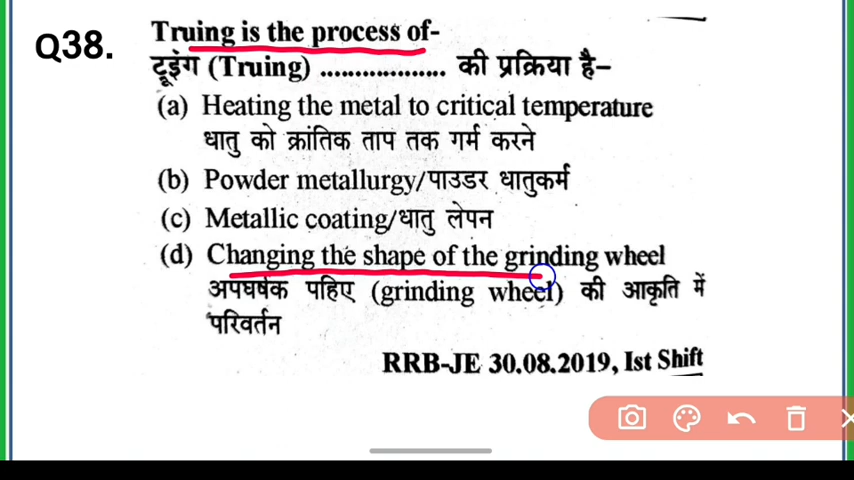 Q38.
Truing is the process of-
ट्रूइंग (Truing) ................... की प्रक्रिया है–
(a) Heating the metal to critical temperature
धातु को क्रांतिक ताप तक गर्म करने
(b) Powder metallurgy/पाउडर धातुकर्म
(c) Metallic coating/धातु लेपन
(d) Changing the shape of the grinding wheel
अपघर्षक पहिए (grinding wheel) की आकृति में
परिवर्तन
RRB-JE 30.08.2019, Ist Shift